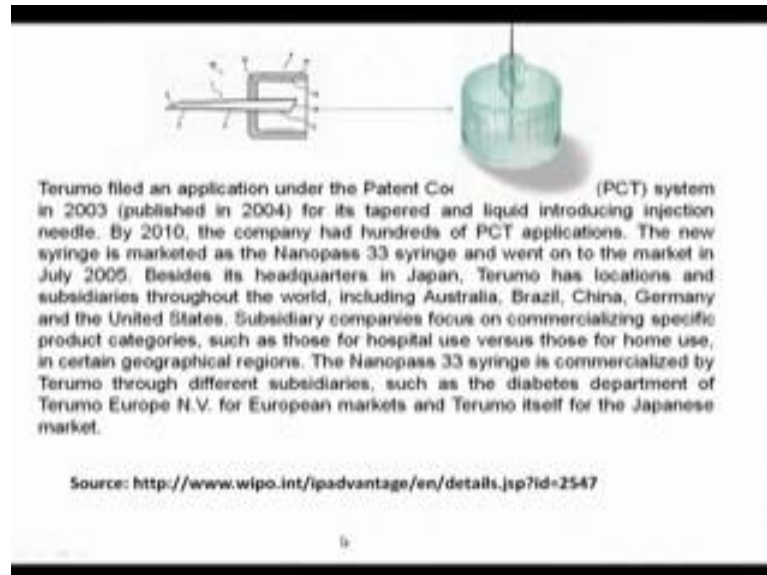 Terumo filed an application under the Patent Co (PCT) system
in 2003 (published in 2004) for its tapered and liquid introducing injection
needle. By 2010, the company had hundreds of PCT applications. The new
syringe is marketed as the Nanopass 33 syringe and went on to the market in
July 2005. Besides its headquarters in Japan, Terumo has locations and
subsidiaries throughout the world, including Australia, Brazil, China, Germany
and the United States. Subsidiary companies focus on commercializing specific
product categories, such as those for hospital use versus those for home use,
in certain geographical regions. The Nanopass 33 syringe is commercialized by
Terumo through different subsidiaries, such as the diabetes department of
Terumo Europe N.V. for European markets and Terumo itself for the Japanese
market.
Source: http://www.wipo.int/ipadvantage/en/details.jsp?id=2547